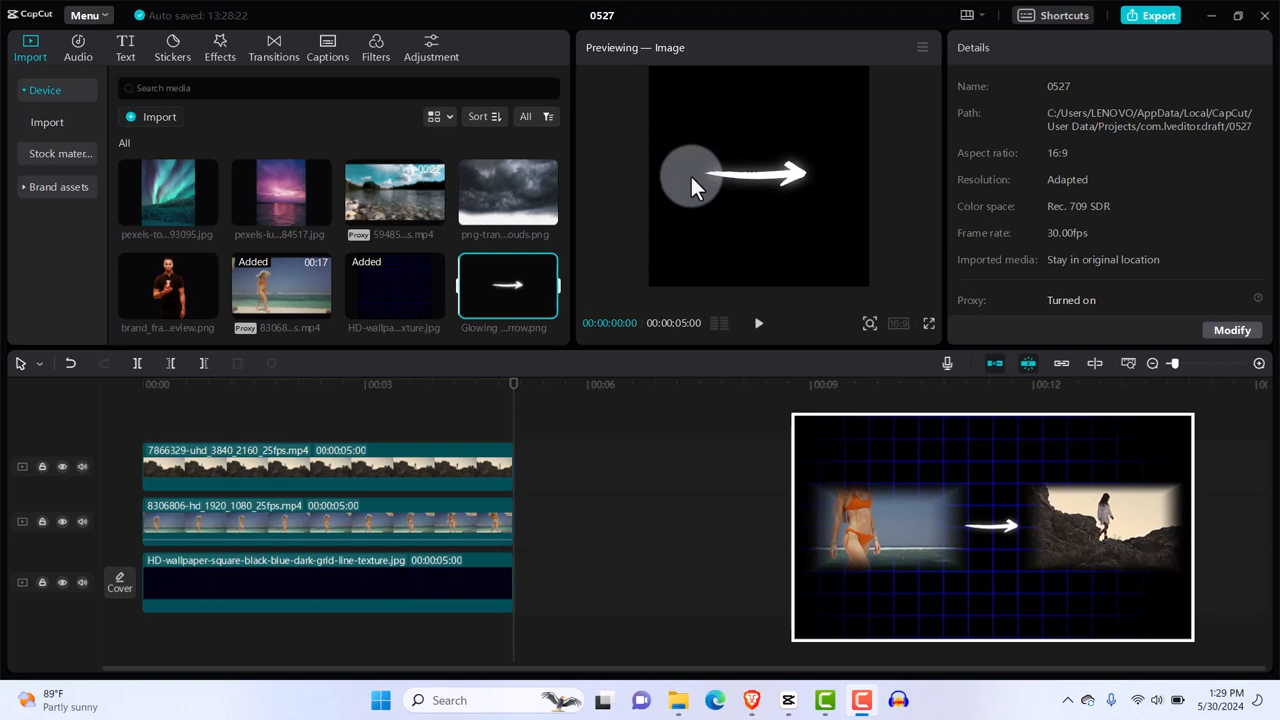 CapCut
Menu
Auto saved: 13:28:22
0527
Shortcuts
Export
Import
Audio
Text
Stickers
Effects
Transitions
Captions
Filters
Adjustment
Device
Import
Stock mater...
Brand assets
Search media
Import
Sort
All
All
pexels-to...93095.jpg
pexels-iu...84517.jpg
00:00:22
Proxy 59485...s.mp4
png-tran...ouds.png
brand_fra...eview.png
Added 00:17
Proxy 83068...s.mp4
Added
HD-wallpa...xture.jpg
Glowing ...rrow.png
Previewing — Image
00:00:00:00 00:00:05:00
16:9
Details
Name: 0527
Path: C:/Users/LENOVO/AppData/Local/CapCut/
User Data/Projects/com.lveditor.draft/0527
Aspect ratio: 16:9
Resolution: Adapted
Color space: Rec. 709 SDR
Frame rate: 30.00fps
Imported media: Stay in original location
Proxy: Turned on
Modify
00:00 00:03 00:06 00:09 00:12
7866329-uhd_3840_2160_25fps.mp4 00:00:05:00
8306806-hd_1920_1080_25fps.mp4 00:00:05:00
HD-wallpaper-square-black-blue-dark-grid-line-texture.jpg 00:00:05:00
Cover
89°F
Partly sunny
Search
1:29 PM
5/30/2024